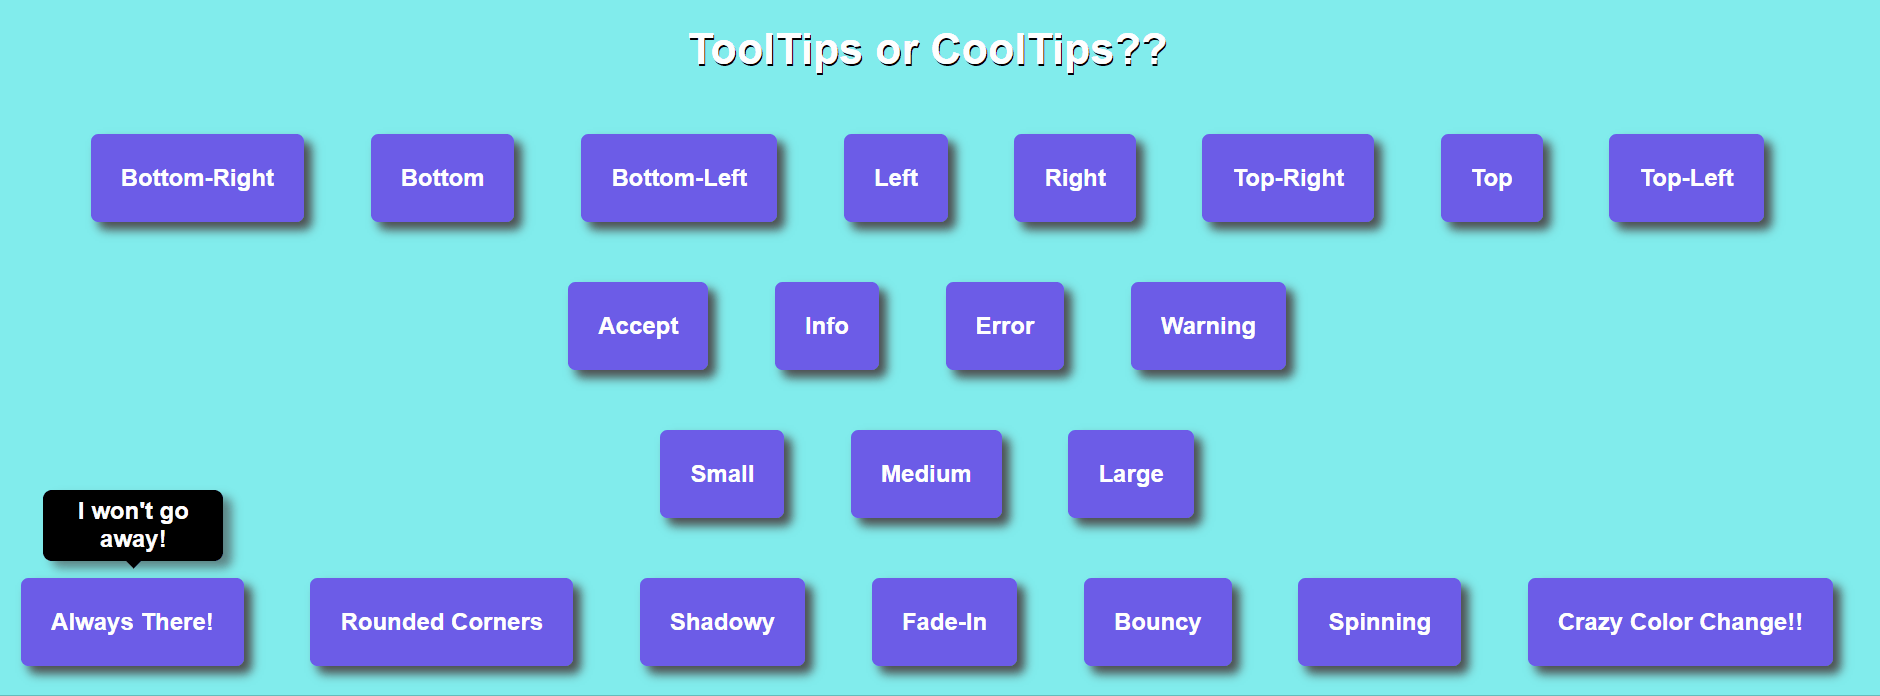 ToolTips or CoolTips??
Bottom-Right Bottom Bottom-Left Left Right Top-Right Top Top-Left
Accept Info Error Warning
Small Medium Large
I won't go
away!
Always There! Rounded Corners Shadowy Fade-In Bouncy Spinning Crazy Color Change!!